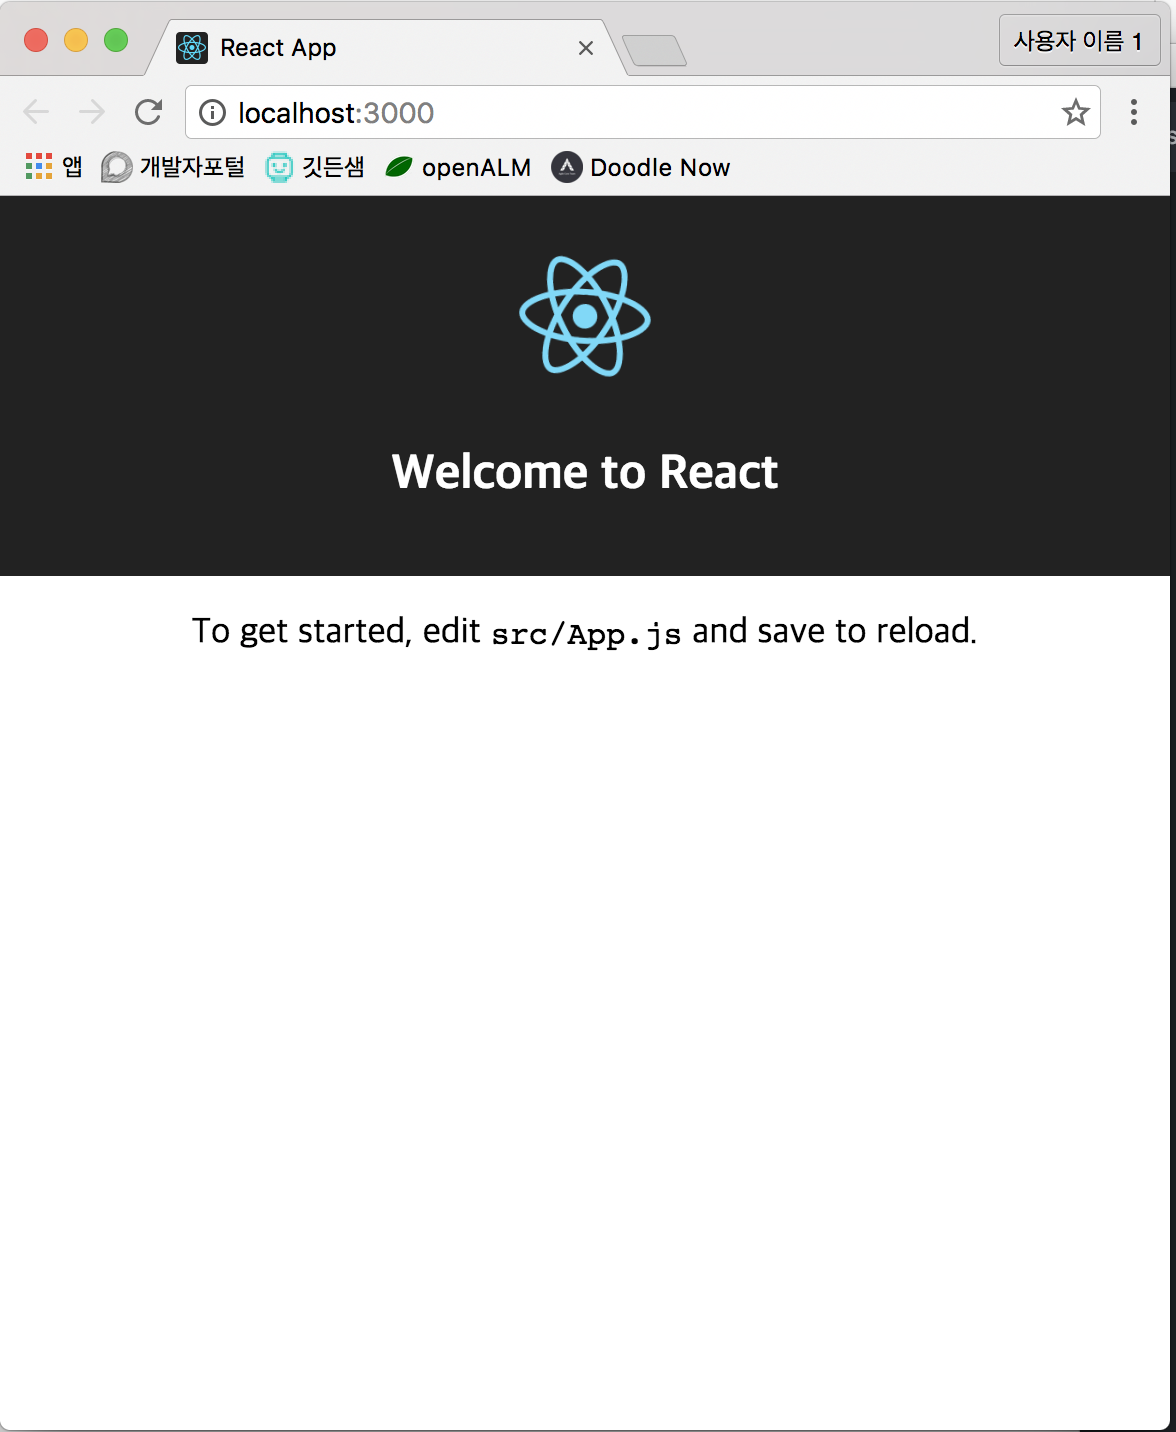 React App
사용자 이름 1
localhost:3000
앱 개발자포털 깃든샘 openALM Doodle Now
Welcome to React
To get started, edit src/App.js and save to reload.